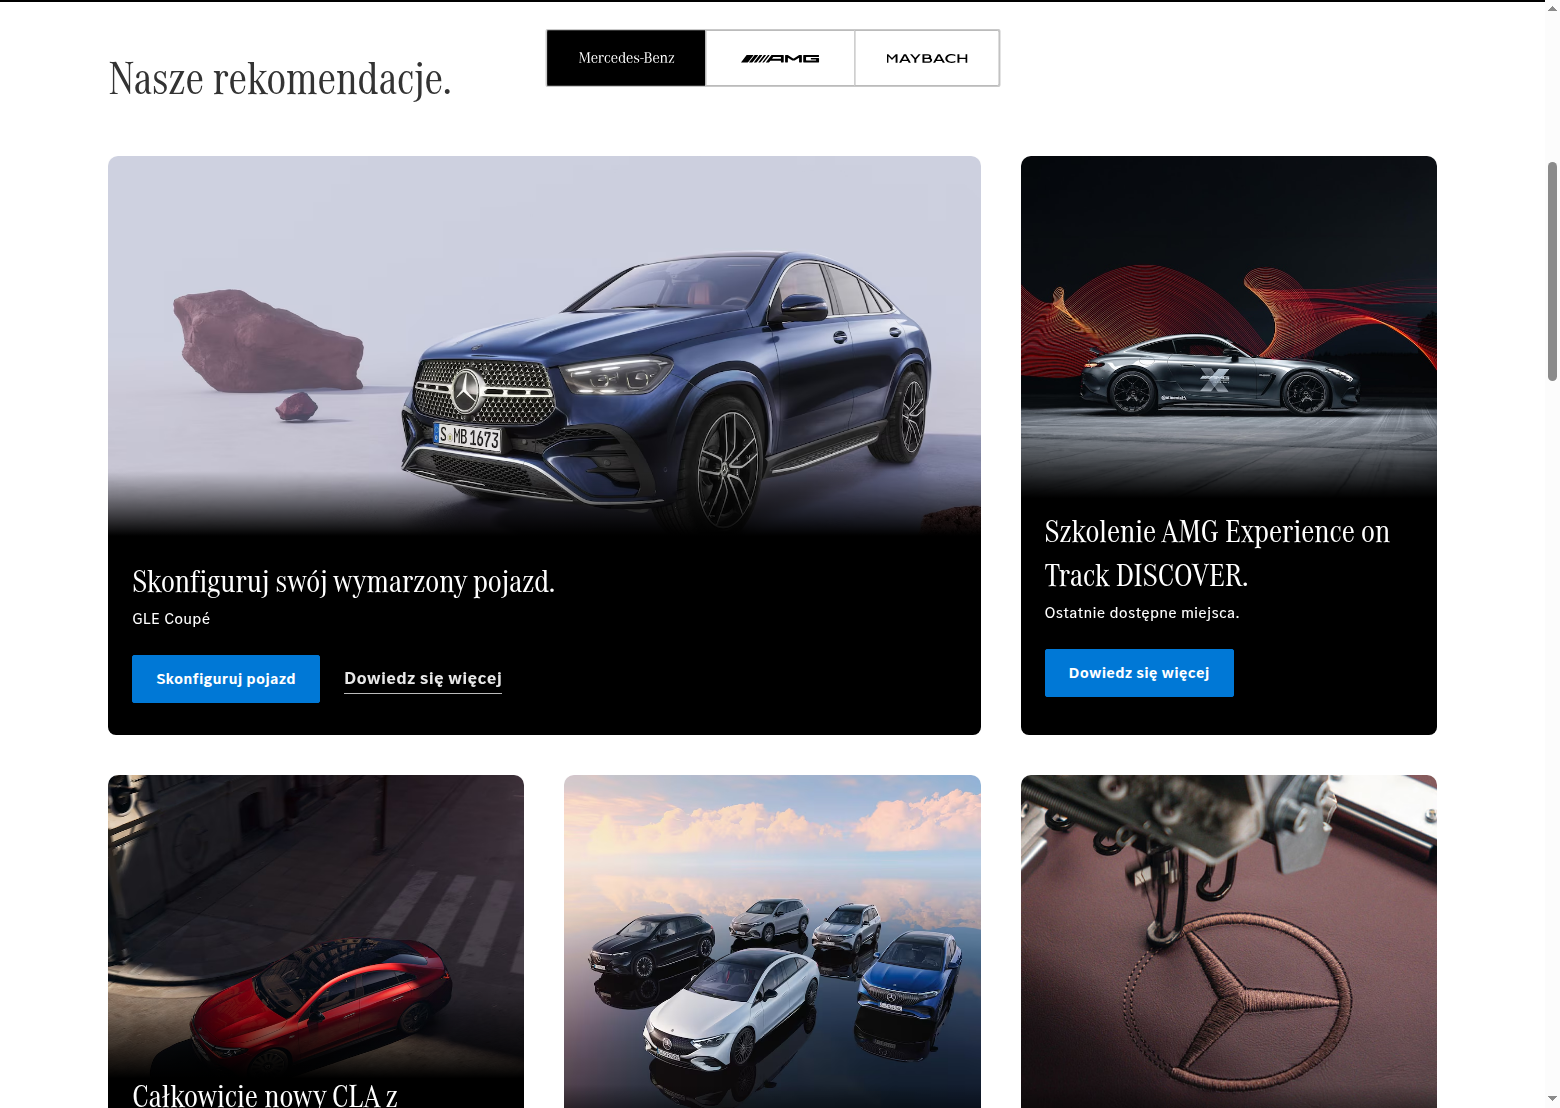 Nasze rekomendacje.
Mercedes-Benz
AMG
MAYBACH
S MB 1673
Skonfiguruj swój wymarzony pojazd.
GLE Coupé
Skonfiguruj pojazd
Dowiedz się więcej
Szkolenie AMG Experience on
Track DISCOVER.
Ostatnie dostępne miejsca.
Dowiedz się więcej
Całkowicie nowy CLA z